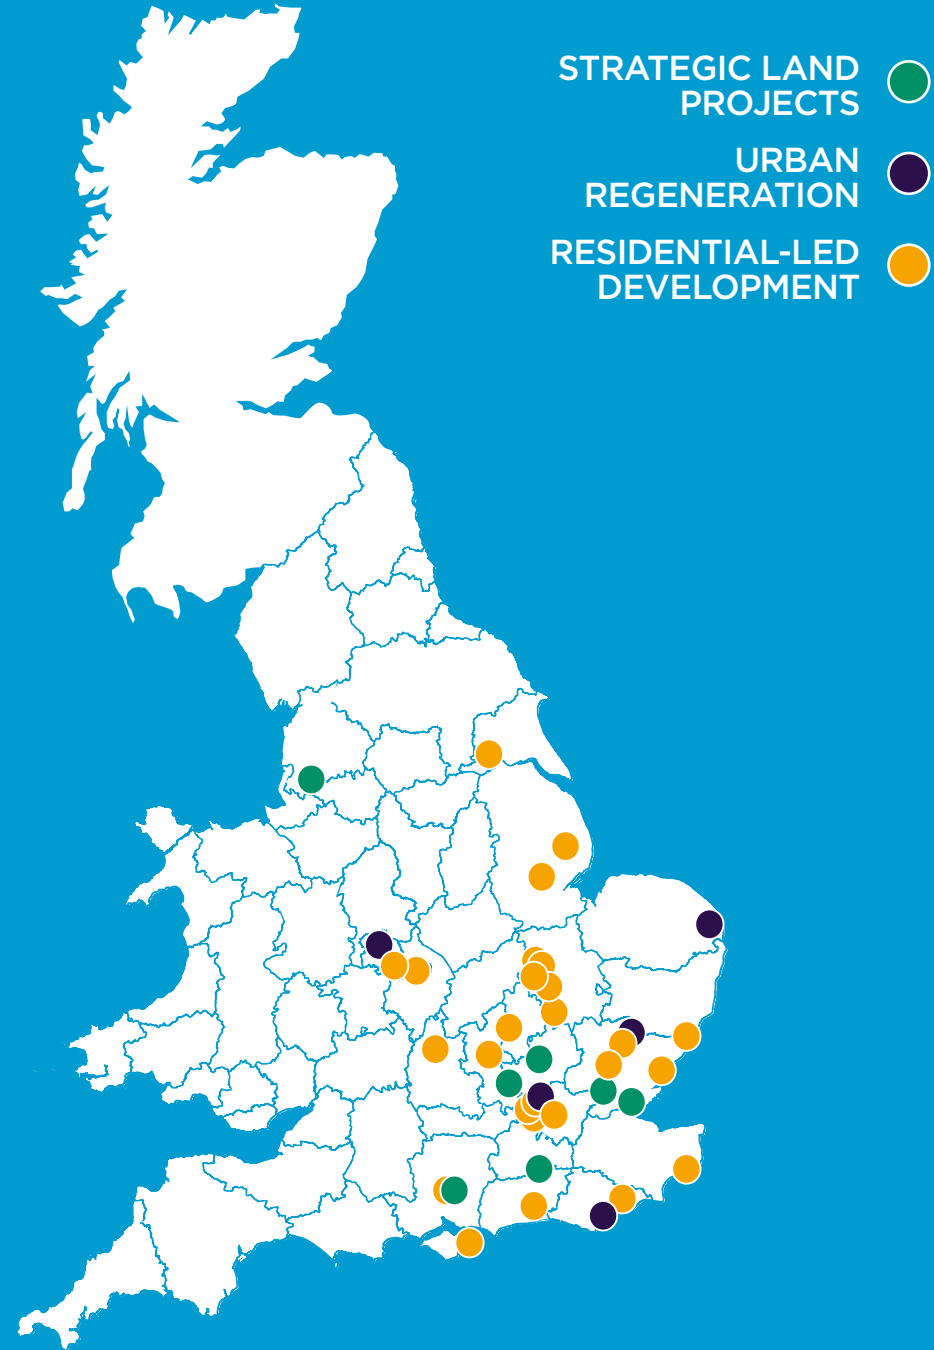 STRATEGIC LAND
PROJECTS
URBAN
REGENERATION
RESIDENTIAL-LED
DEVELOPMENT